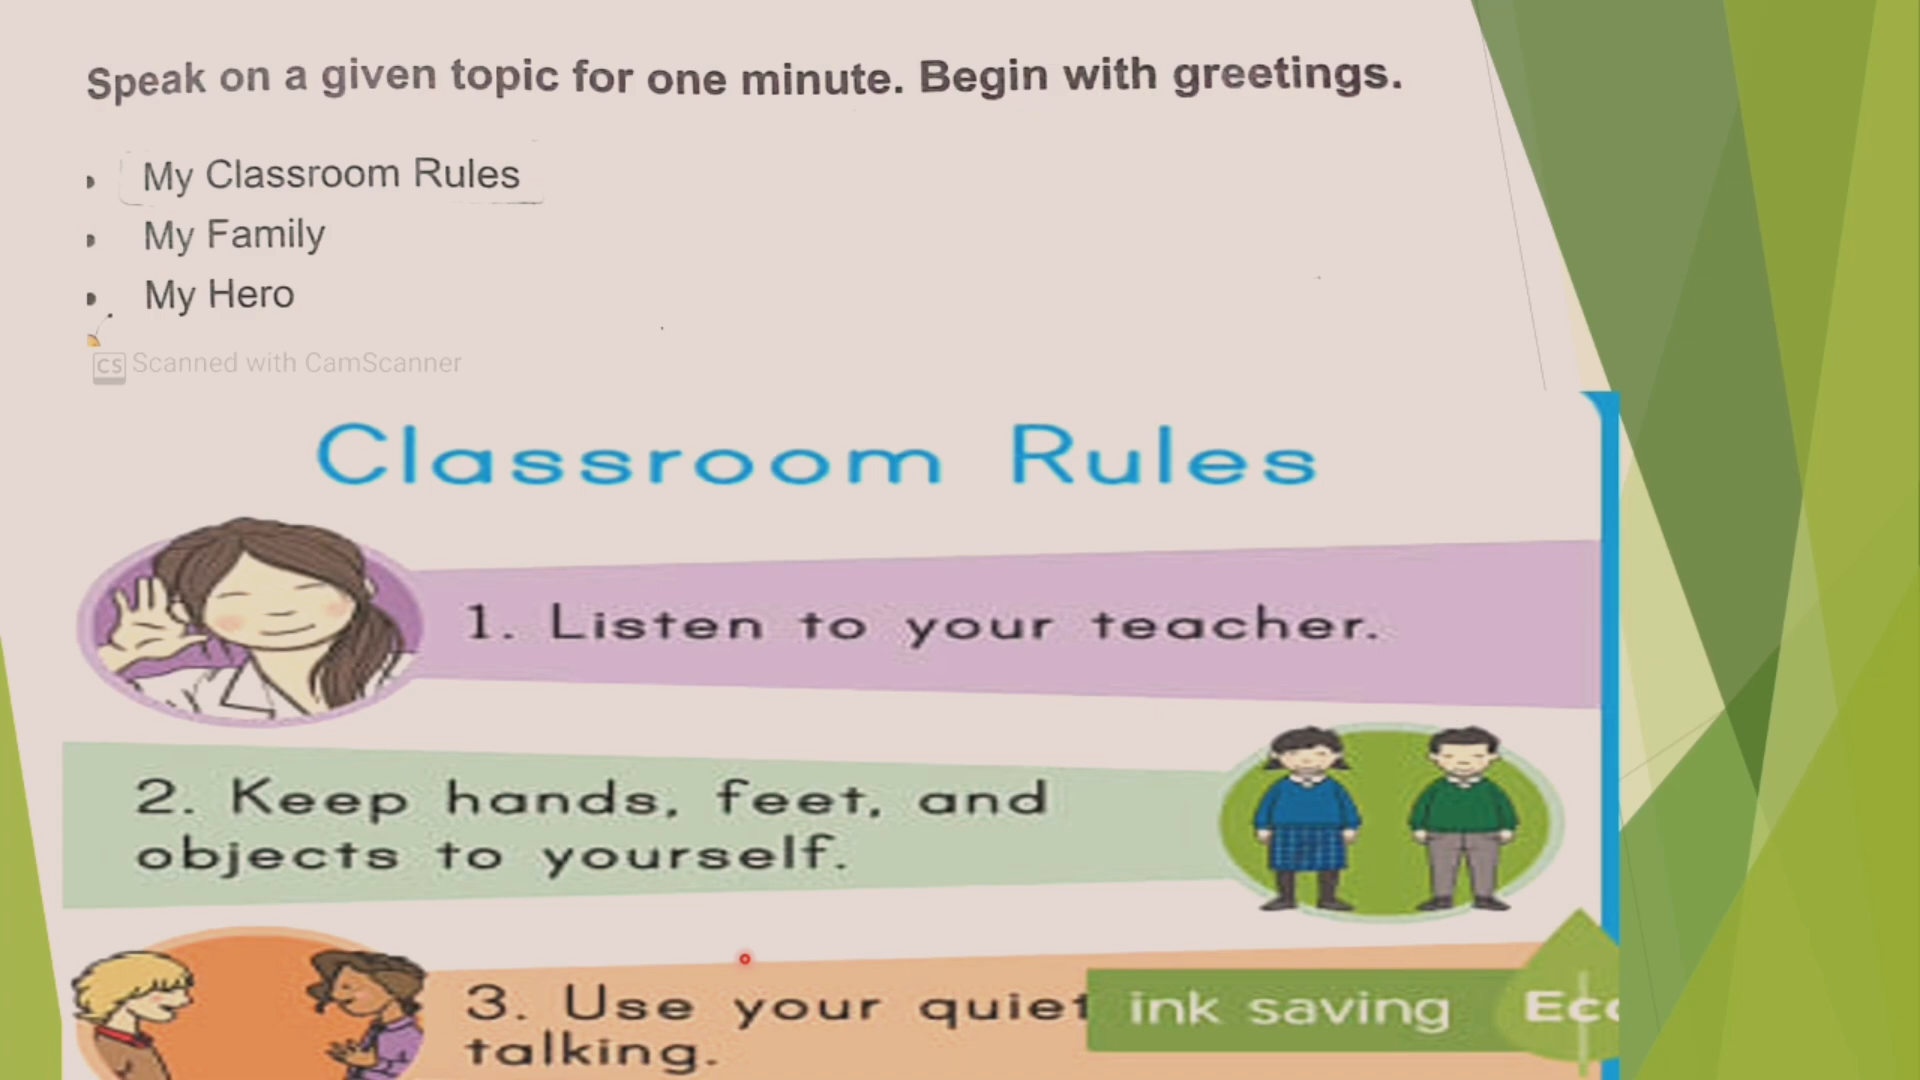 Speak on a given topic for one minute. Begin with greetings.
My Classroom Rules
My Family
My Hero
CS Scanned with CamScanner
Classroom Rules
1. Listen to your teacher.
2. Keep hands, feet, and
objects to yourself.
3. Use your quiet
talking.
ink saving Eco